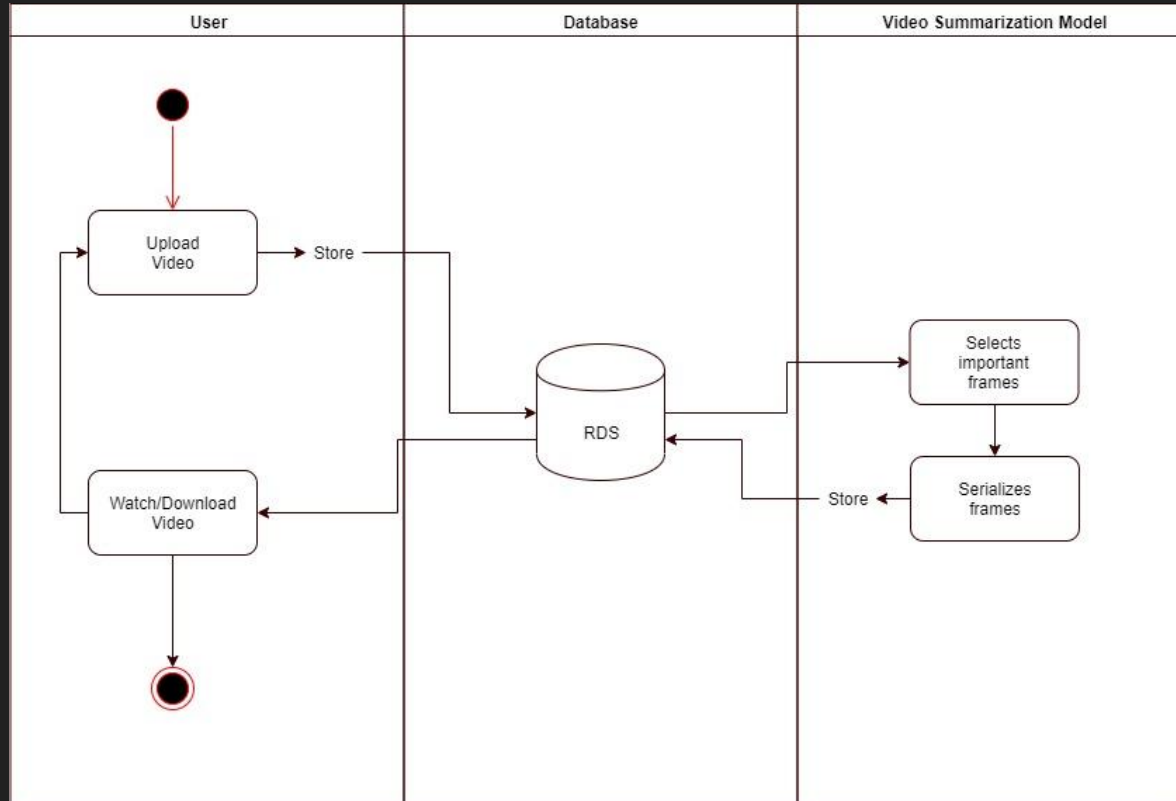 User
Database
Video Summarization Model
Upload
Video
Store
Selects
important
frames
RDS
Watch/Download
Video
Store
Serializes
frames